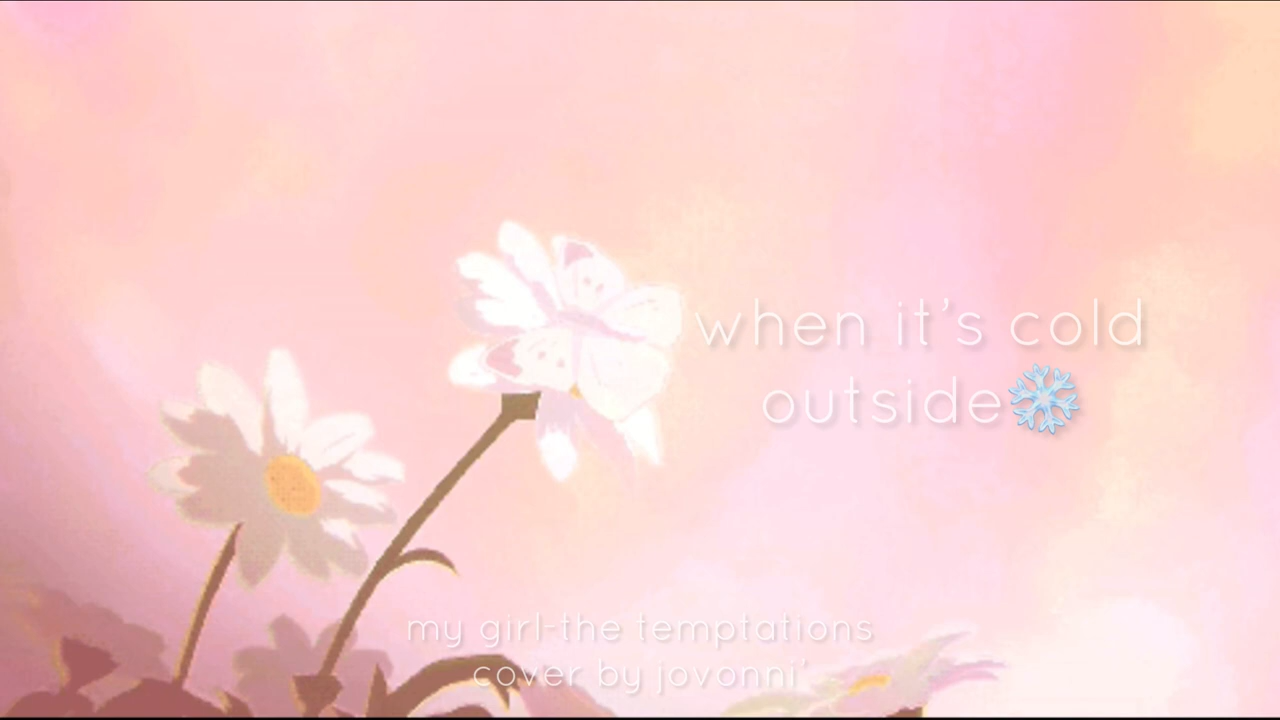 when it's cold
outside❄️
my girl-the temptations
cover by jovonni'